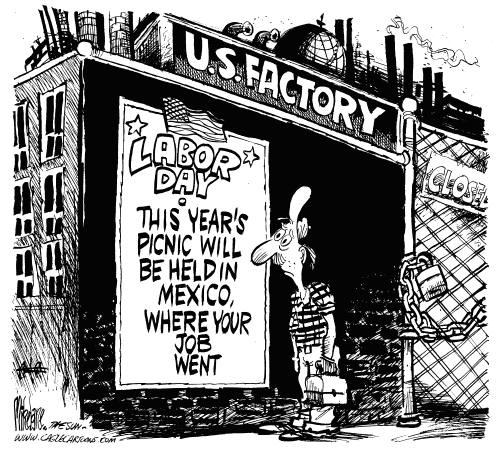 U.S. FACTORY
CLOSED
LABOR
DAY
THIS YEAR'S
PICNIC WILL
BE HELD IN
MEXICO,
WHERE YOUR
JOB
WENT
THE SUN
WWW.CAGLECARTOONS.COM